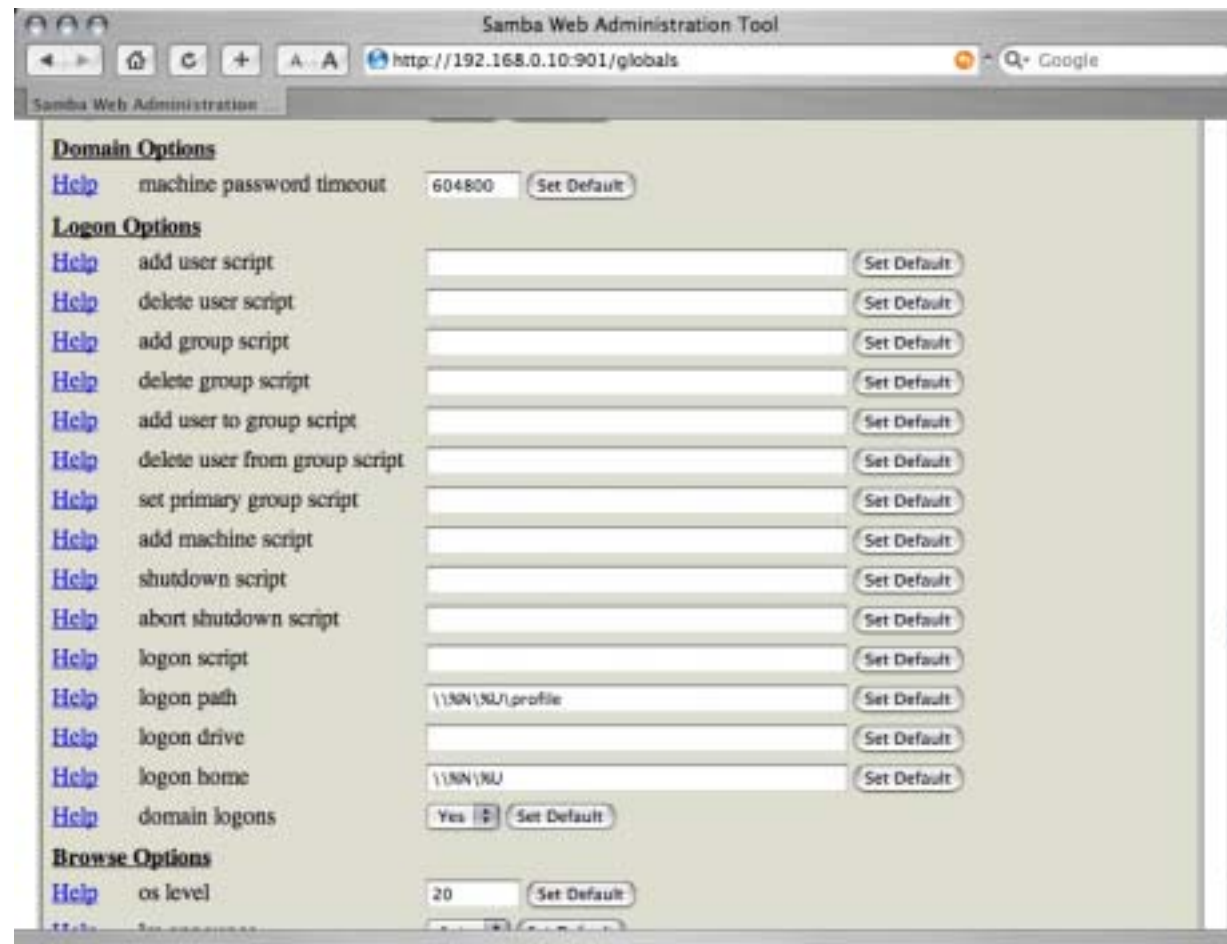 Samba Web Administration Tool
A A http://192.168.0.10:901/globals Google
Samba Web Administration ...
Domain Options
Help machine password timeout 604800 Set Default
Logon Options
Help add user script Set Default
Help delete user script Set Default
Help add group script Set Default
Help delete group script Set Default
Help add user to group script Set Default
Help delete user from group script Set Default
Help set primary group script Set Default
Help add machine script Set Default
Help shutdown script Set Default
Help abort shutdown script Set Default
Help logon script Set Default
Help logon path \\%N\%U\profile Set Default
Help logon drive Set Default
Help logon home \\%N\%U Set Default
Help domain logons Yes Set Default
Browse Options
Help os level 20 Set Default